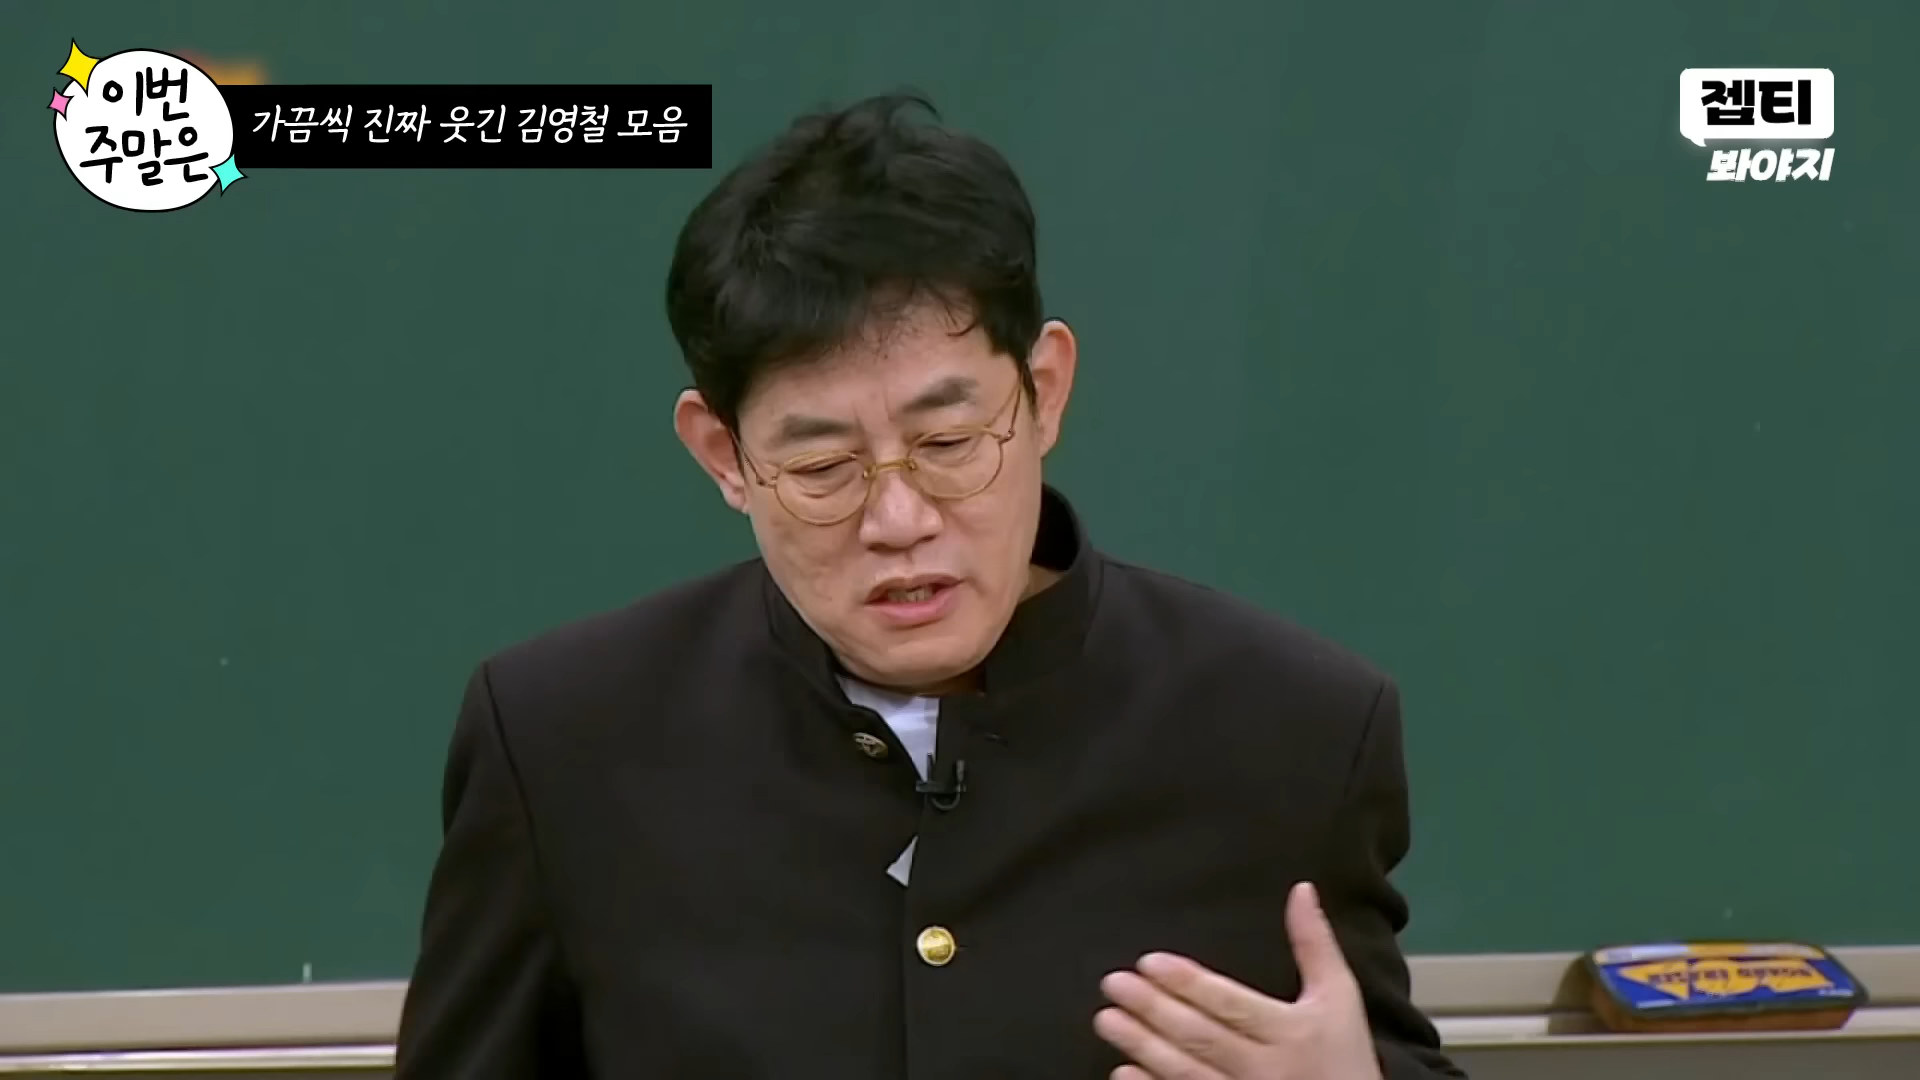 이번
주말은
가끔씩 진짜 웃긴 김영철 모음
젭티
봐야지